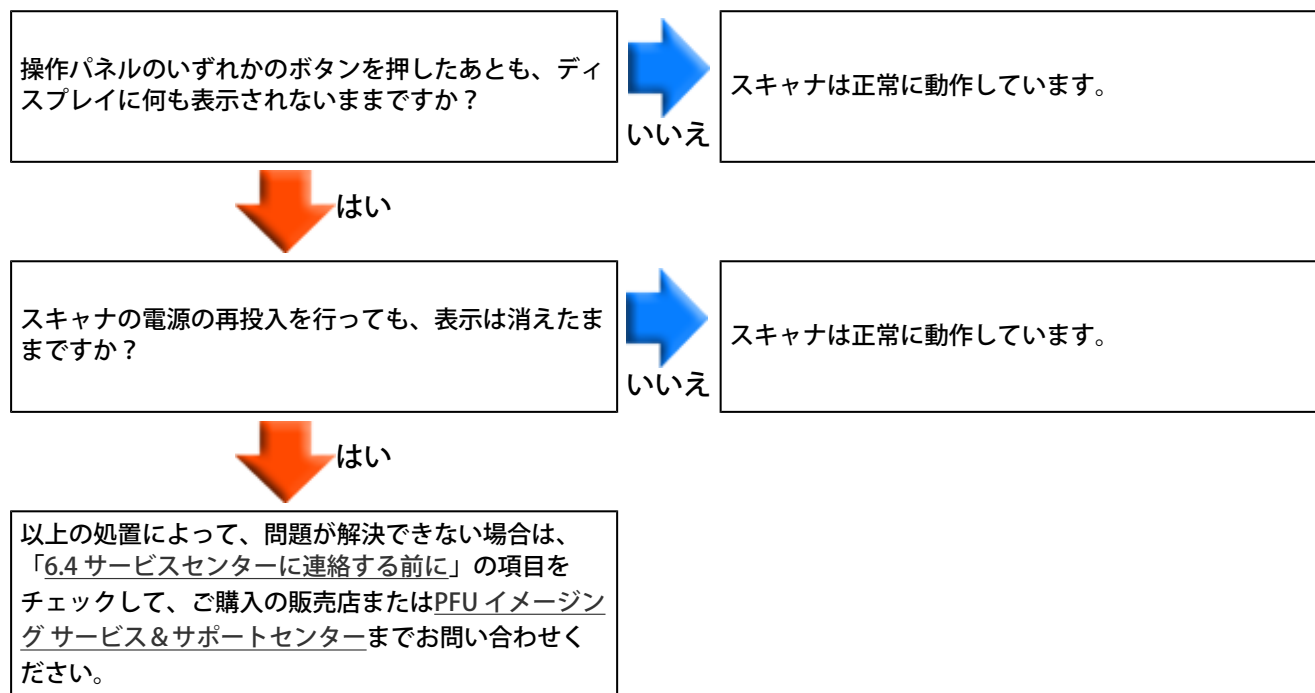 操作パネルのいずれかのボタンを押したあとも、ディ
スプレイに何も表示されないままですか？
いいえ
スキャナは正常に動作しています。
はい
スキャナの電源の再投入を行っても、表示は消えたま
まですか？
いいえ
スキャナは正常に動作しています。
はい
以上の処置によって、問題が解決できない場合は、
「6.4 サービスセンターに連絡する前に」の項目を
チェックして、ご購入の販売店またはPFU イメージン
グ サービス＆サポートセンターまでお問い合わせく
ださい。